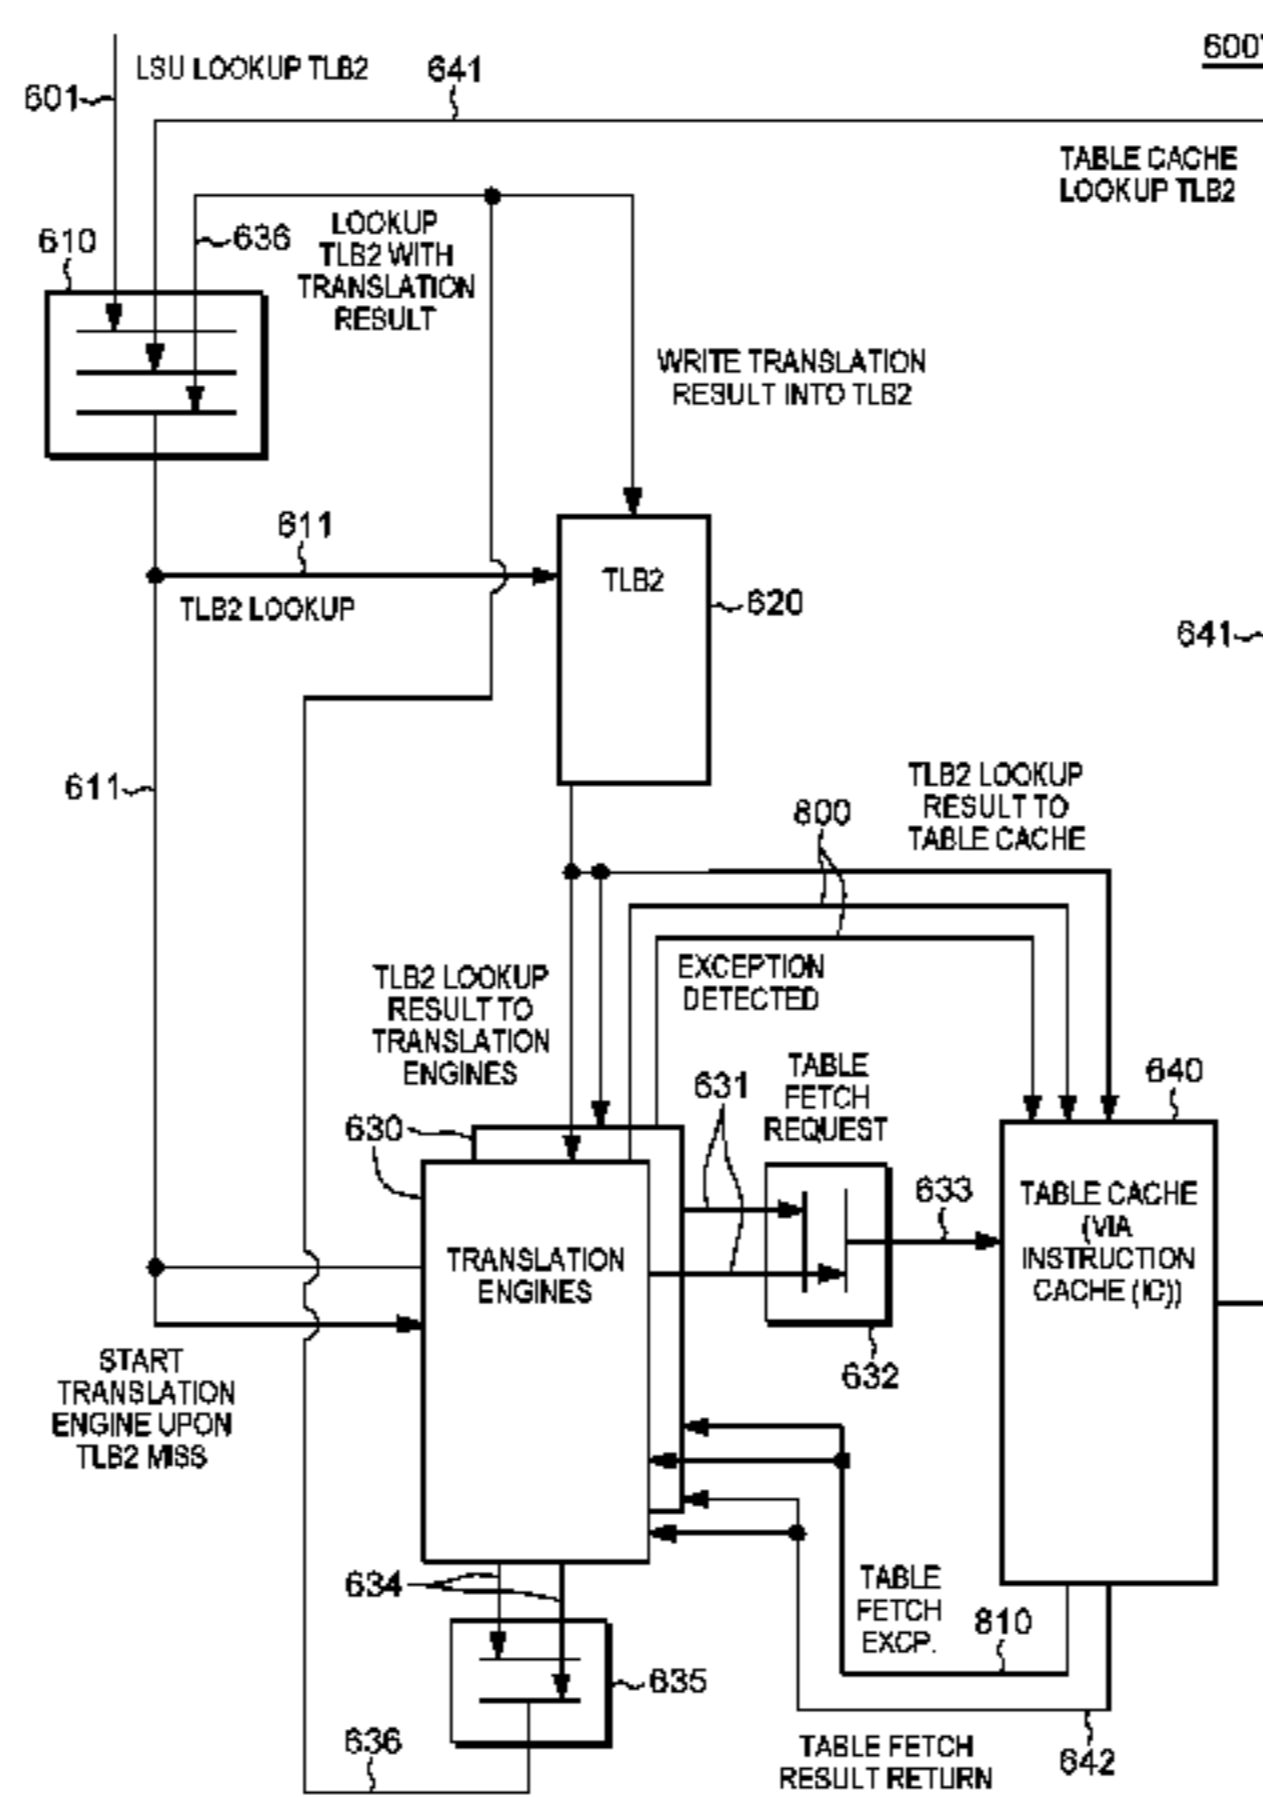 600'
LSU LOOKUP TLB2
641
601
TABLE CACHE
LOOKUP TLB2
610
636
LOOKUP
TLB2 WITH
TRANSLATION
RESULT
WRITE TRANSLATION
RESULT INTO TLB2
611
TLB2 LOOKUP
TLB2
620
641
611
800
TLB2 LOOKUP
RESULT TO
TABLE CACHE
TLB2 LOOKUP
RESULT TO
TRANSLATION
ENGINES
EXCEPTION
DETECTED
TABLE
FETCH
REQUEST
631
640
630
633
TRANSLATION
ENGINES
TABLE CACHE
(VIA
INSTRUCTION
CACHE (IC))
632
START
TRANSLATION
ENGINE UPON
TLB2 MISS
634
TABLE
FETCH
EXCP.
810
635
636
TABLE FETCH
RESULT RETURN
642